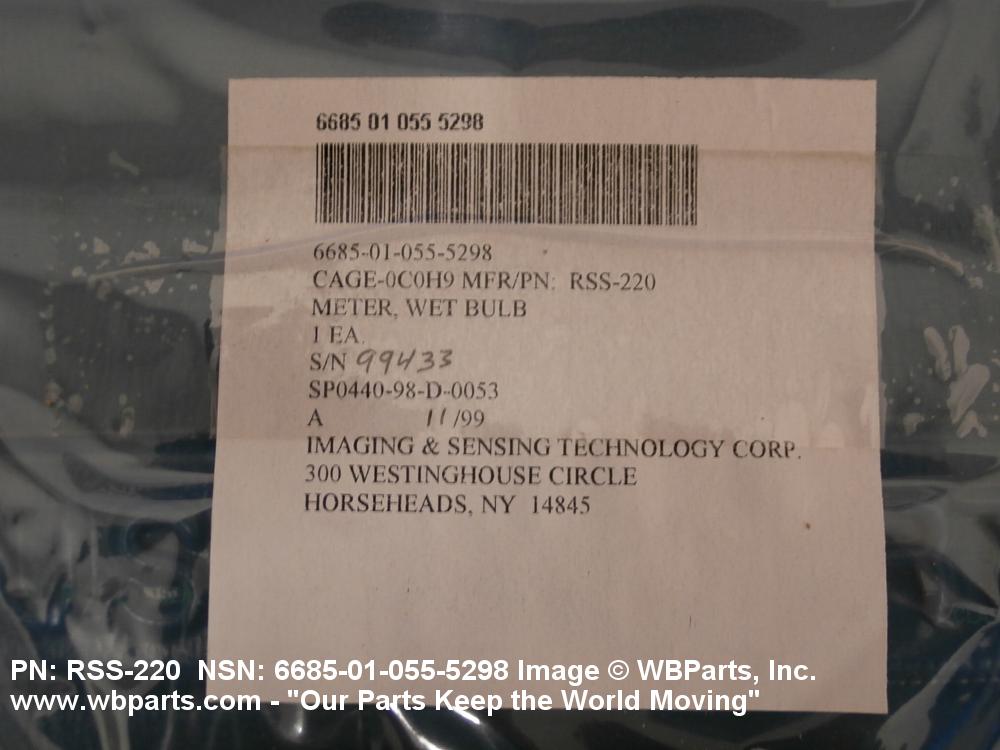 6685 01 055 5298
6685-01-055-5298
CAGE-0C0H9 MFR/PN: RSS-220
METER, WET BULB
1 EA.
S/N 99433
SP0440-98-D-0053
A 11/99
IMAGING & SENSING TECHNOLOGY CORP.
300 WESTINGHOUSE CIRCLE
HORSEHEADS, NY 14845
PN: RSS-220 NSN: 6685-01-055-5298 Image © WBParts, Inc.
www.wbparts.com - "Our Parts Keep the World Moving"